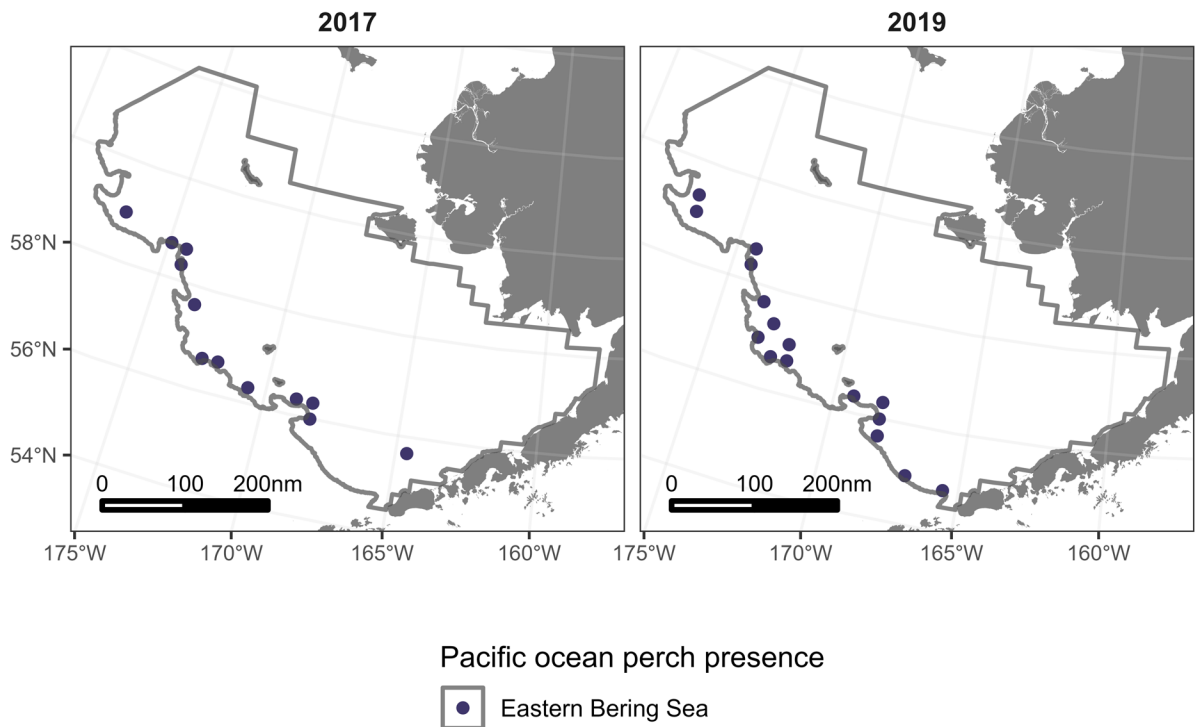 2017 2019
58°N
56°N
54°N
0 100 200nm 0 100 200nm
175°W 170°W 165°W 160°W 175°W 170°W 165°W 160°W
Pacific ocean perch presence
Eastern Bering Sea